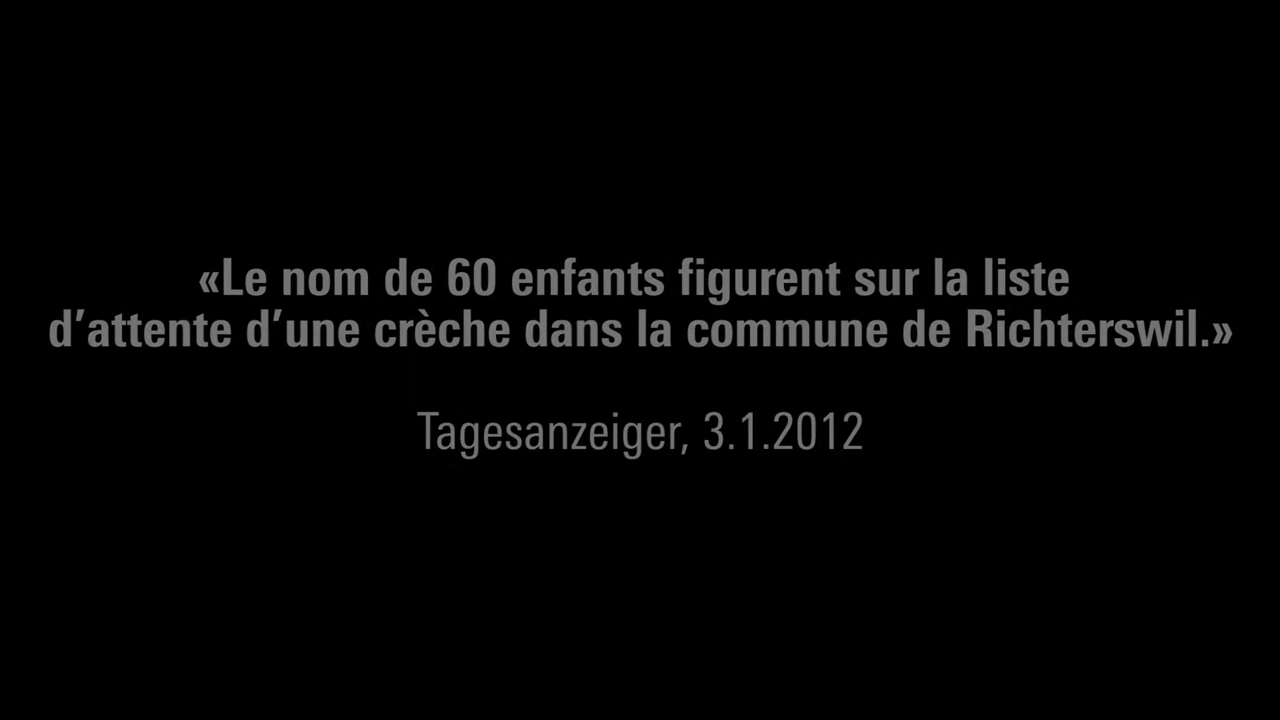 «Le nom de 60 enfants figurent sur la liste
d’attente d’une crèche dans la commune de Richterswil.»
Tagesanzeiger, 3.1.2012